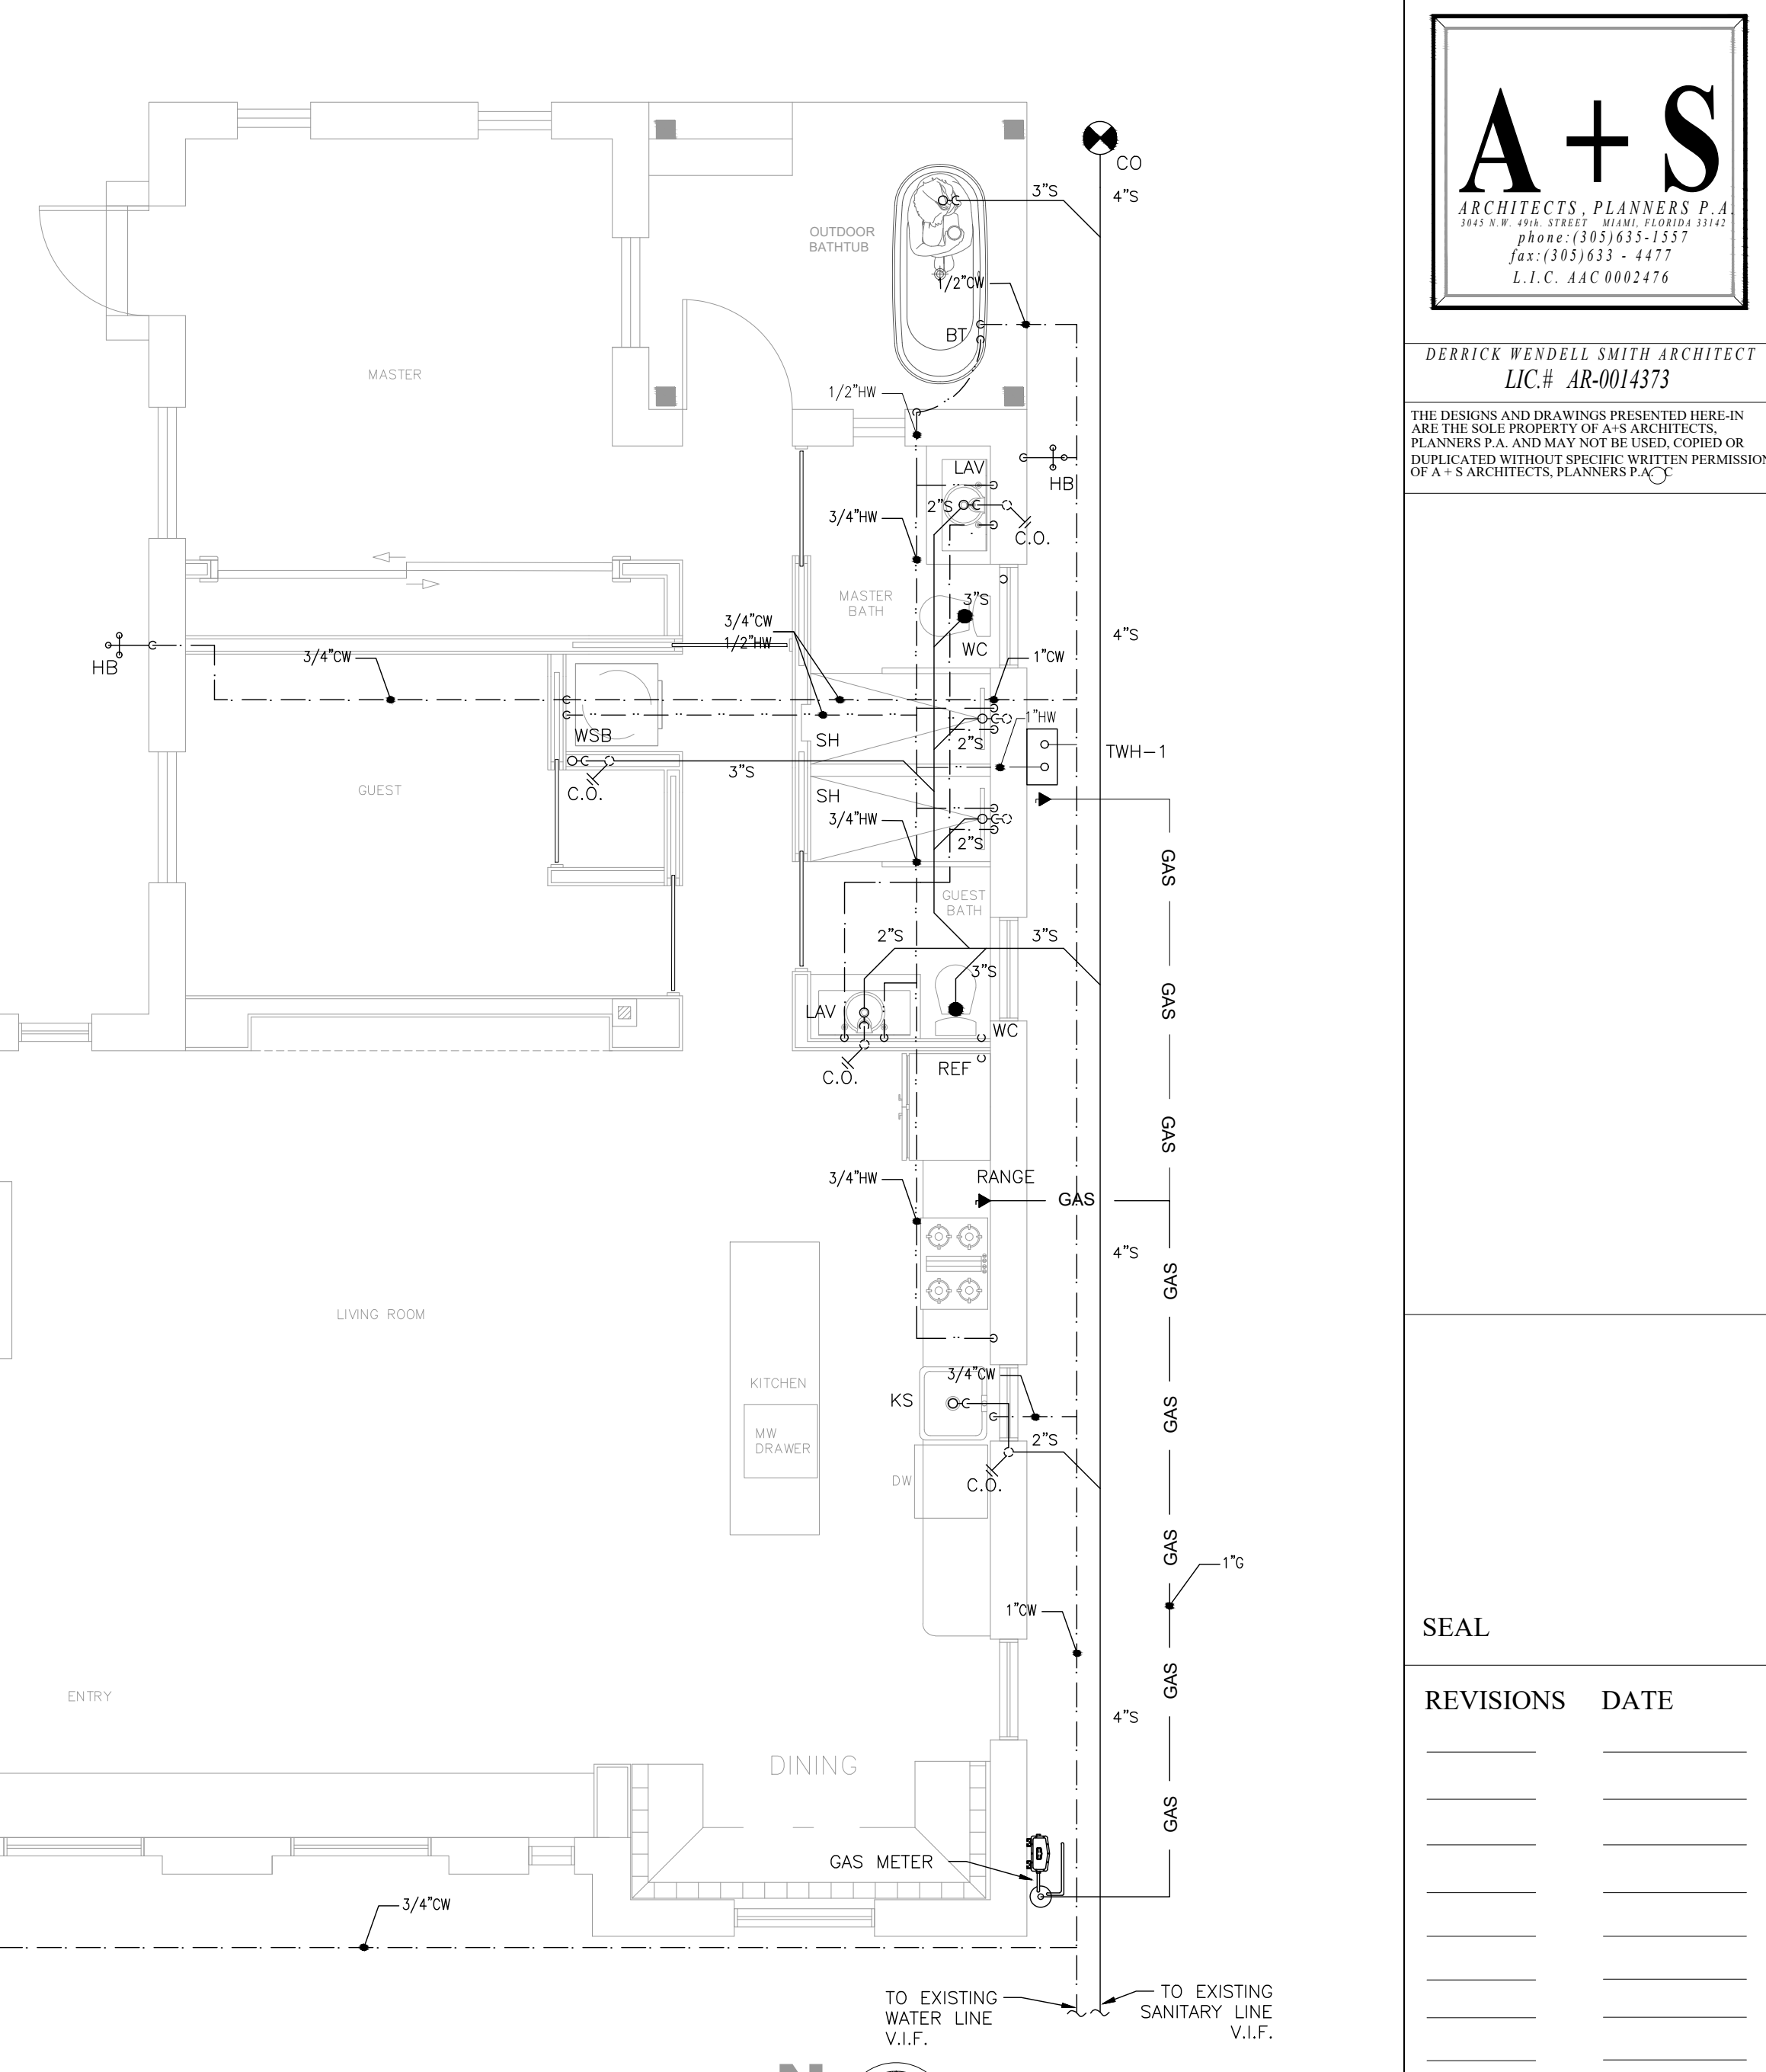 A+S
ARCHITECTS, PLANNERS P.A.
3045 N.W. 49th. STREET MIAMI, FLORIDA 33142
phone:(305)635-1557
fax:(305)633 - 4477
L.I.C. AAC 0002476
DERRICK WENDELL SMITH ARCHITECT
LIC.# AR-0014373
THE DESIGNS AND DRAWINGS PRESENTED HERE-IN
ARE THE SOLE PROPERTY OF A+S ARCHITECTS,
PLANNERS P.A. AND MAY NOT BE USED, COPIED OR
DUPLICATED WITHOUT SPECIFIC WRITTEN PERMISSION
OF A + S ARCHITECTS, PLANNERS P.A. C
SEAL
REVISIONS DATE
CO
3"S
4"S
OUTDOOR
BATHTUB
1/2"CW
BT
MASTER
1/2"HW
LAV
HB
2"S
3/4"HW
C.O.
MASTER
BATH
3"S
3/4"CW
1/2"HW
4"S
WC
HB
3/4"CW
1"CW
1"HW
WSB
SH
2"S
TWH-1
3"S
C.O.
GUEST
SH
3/4"HW
2"S
GAS
GUEST
BATH
2"S
3"S
3"S
GAS
LAV
WC
REF
C.O.
GAS
3/4"HW
RANGE
GAS
4"S
GAS
LIVING ROOM
KITCHEN
3/4"CW
KS
GAS
MW
DRAWER
2"S
DW
C.O.
GAS
1"G
1"CW
GAS
ENTRY
4"S
DINING
GAS
GAS METER
3/4"CW
TO EXISTING
WATER LINE
V.I.F.
TO EXISTING
SANITARY LINE
V.I.F.
N